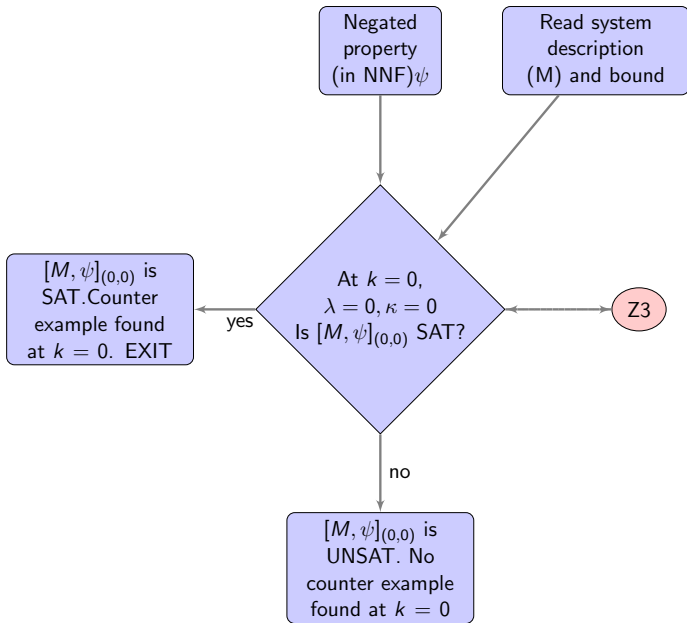 Negated
property
(in NNF)ψ
Read system
description
(M) and bound
[M, ψ](0,0) is
SAT.Counter
example found
at k = 0. EXIT
yes
At k = 0,
λ = 0, κ = 0
Is [M, ψ](0,0) SAT?
Z3
no
[M, ψ](0,0) is
UNSAT. No
counter example
found at k = 0